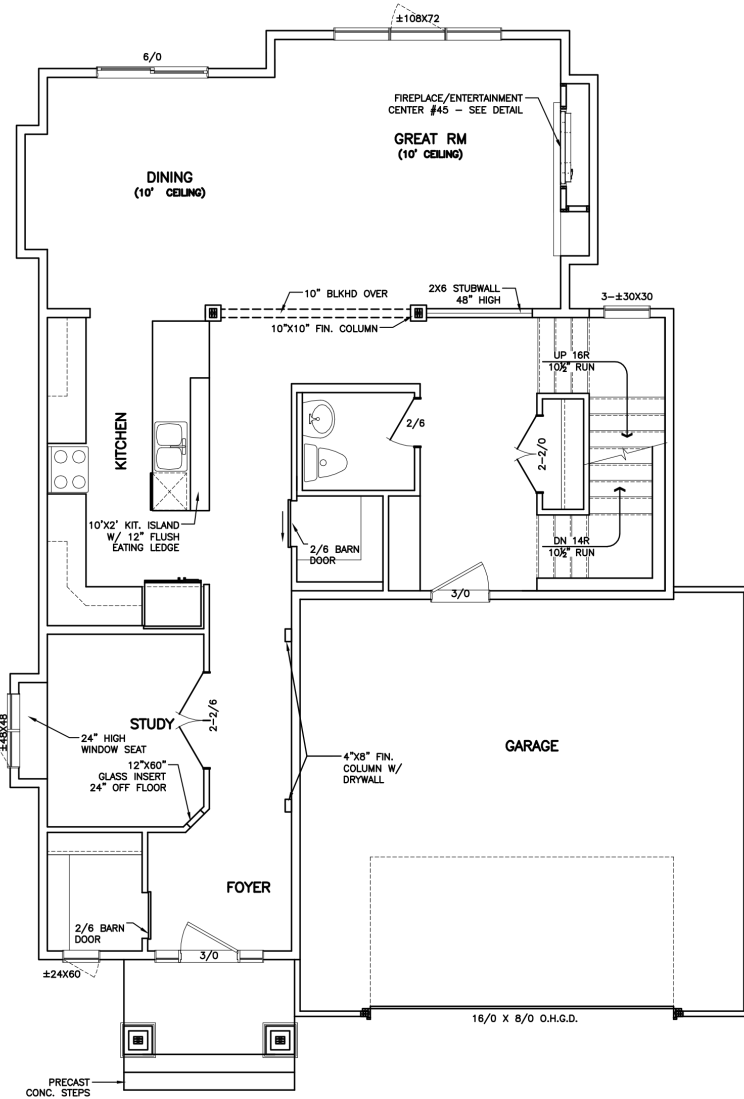 ±108X72
6/0
FIREPLACE/ENTERTAINMENT
CENTER #45 - SEE DETAIL
GREAT RM
(10' CEILING)
DINING
(10' CEILING)
10" BLKHD OVER
2X6 STUBWALL
48" HIGH
3-±30X30
10"X10" FIN. COLUMN
UP 16R
10½" RUN
2/6
KITCHEN
2-2/0
10'X2' KIT. ISLAND
W/ 12" FLUSH
EATING LEDGE
2/6 BARN
DOOR
DN 14R
10½" RUN
3/0
±48X48
24" HIGH
WINDOW SEAT
STUDY
2-2/6
12"X60"
GLASS INSERT
24" OFF FLOOR
4"X8" FIN.
COLUMN W/
DRYWALL
GARAGE
FOYER
2/6 BARN
DOOR
3/0
±24X60
16/0 X 8/0 O.H.G.D.
PRECAST
CONC. STEPS